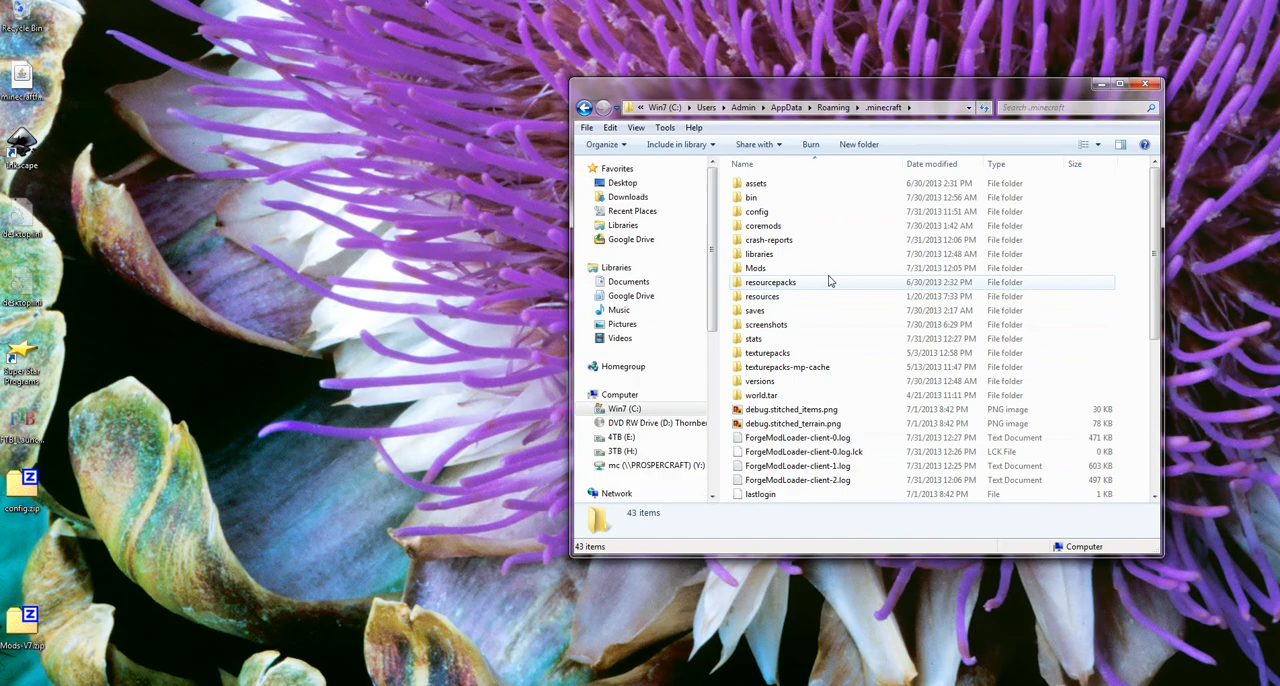 Recycle Bin
minecraftf...
Inkscape
desktop.ini
desktop.ini
Super Star Programs
FTB_Launc...
config.zip
Mods-V7.zip
« Win7 (C:) ▸ Users ▸ Admin ▸ AppData ▸ Roaming ▸ .minecraft ▸
Search .minecraft
File Edit View Tools Help
Organize Include in library Share with Burn New folder
Favorites
Desktop
Downloads
Recent Places
Libraries
Google Drive
Libraries
Documents
Google Drive
Music
Pictures
Videos
Homegroup
Computer
Win7 (C:)
DVD RW Drive (D:) Thornber
4TB (E:)
3TB (H:)
mc (\\PROSPERCRAFT) (Y:)
Network
Name Date modified Type Size
assets 6/30/2013 2:31 PM File folder
bin 7/30/2013 12:56 AM File folder
config 7/31/2013 11:51 AM File folder
coremods 7/30/2013 1:42 AM File folder
crash-reports 7/31/2013 12:06 PM File folder
libraries 7/30/2013 12:48 AM File folder
Mods 7/31/2013 12:05 PM File folder
resourcepacks 6/30/2013 2:32 PM File folder
resources 1/20/2013 7:33 PM File folder
saves 7/30/2013 2:17 AM File folder
screenshots 7/30/2013 6:29 PM File folder
stats 7/31/2013 12:27 PM File folder
texturepacks 5/3/2013 12:58 PM File folder
texturepacks-mp-cache 5/13/2013 11:47 PM File folder
versions 7/30/2013 12:48 AM File folder
world.tar 4/21/2013 11:11 PM File folder
debug.stitched_items.png 7/1/2013 8:42 PM PNG image 30 KB
debug.stitched_terrain.png 7/1/2013 8:42 PM PNG image 78 KB
ForgeModLoader-client-0.log 7/31/2013 12:27 PM Text Document 471 KB
ForgeModLoader-client-0.log.lck 7/31/2013 12:26 PM LCK File 0 KB
ForgeModLoader-client-1.log 7/31/2013 12:25 PM Text Document 603 KB
ForgeModLoader-client-2.log 7/31/2013 12:06 PM Text Document 497 KB
lastlogin 7/1/2013 8:42 PM File 1 KB
43 items
43 items
Computer